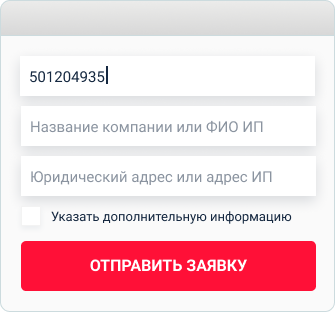 501204935
Название компании или ФИО ИП
Юридический адрес или адрес ИП
Указать дополнительную информацию
ОТПРАВИТЬ ЗАЯВКУ